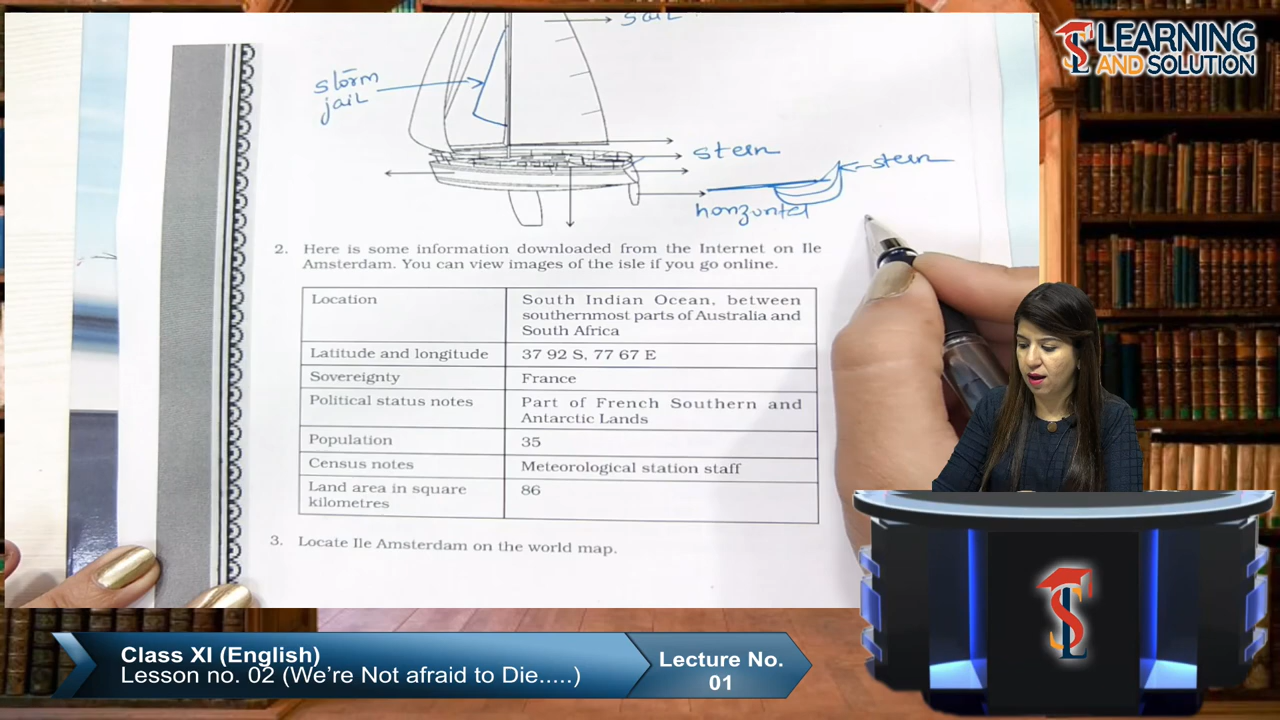 sail
LEARNING
AND SOLUTION
storm
jail
stern
stern
horizontal
2. Here is some information downloaded from the Internet on Ile
Amsterdam. You can view images of the isle if you go online.
Location
South Indian Ocean, between
southernmost parts of Australia and
South Africa
Latitude and longitude
37 92 S, 77 67 E
Sovereignty
France
Political status notes
Part of French Southern and
Antarctic Lands
Population
35
Census notes
Meteorological station staff
Land area in square
kilometres
86
3. Locate Ile Amsterdam on the world map.
Class XI (English)
Lesson no. 02 (We're Not afraid to Die.....)
Lecture No.
01